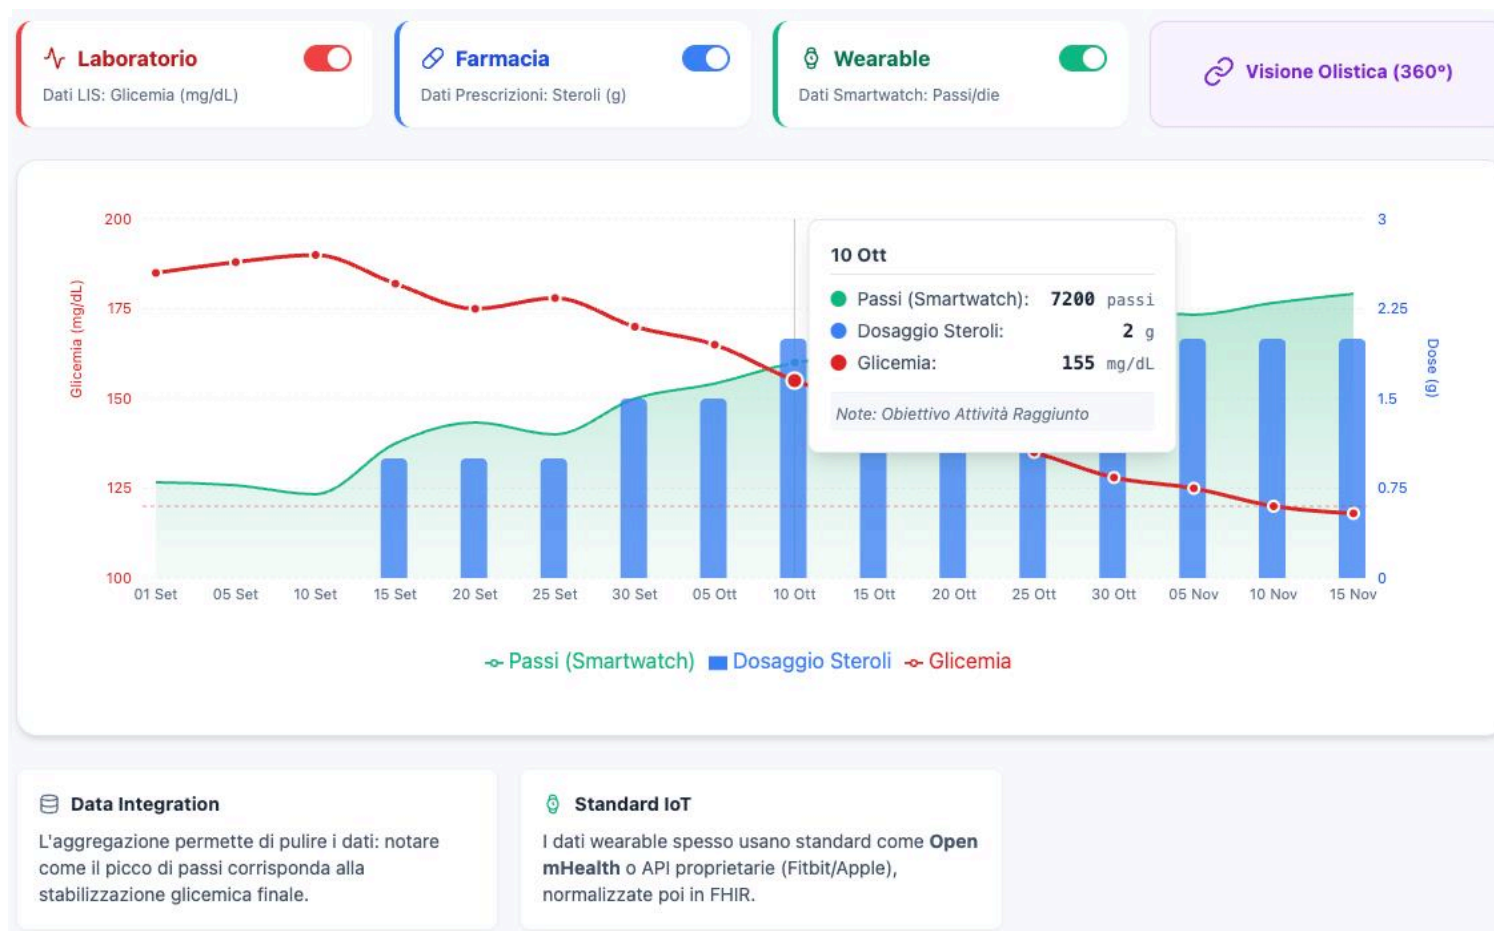 Laboratorio
Dati LIS: Glicemia (mg/dL)
Farmacia
Dati Prescrizioni: Steroli (g)
Wearable
Dati Smartwatch: Passi/die
Visione Olistica (360°)
200
175
150
125
100
Glicemia (mg/dL)
3
2.25
1.5
0.75
0
Dose (g)
10 Ott
Passi (Smartwatch): 7200 passi
Dosaggio Steroli: 2 g
Glicemia: 155 mg/dL
Note: Obiettivo Attività Raggiunto
01 Set 05 Set 10 Set 15 Set 20 Set 25 Set 30 Set 05 Ott 10 Ott 15 Ott 20 Ott 25 Ott 30 Ott 05 Nov 10 Nov 15 Nov
Passi (Smartwatch) Dosaggio Steroli Glicemia
Data Integration
L'aggregazione permette di pulire i dati: notare
come il picco di passi corrisponda alla
stabilizzazione glicemica finale.
Standard IoT
I dati wearable spesso usano standard come Open
mHealth o API proprietarie (Fitbit/Apple),
normalizzate poi in FHIR.